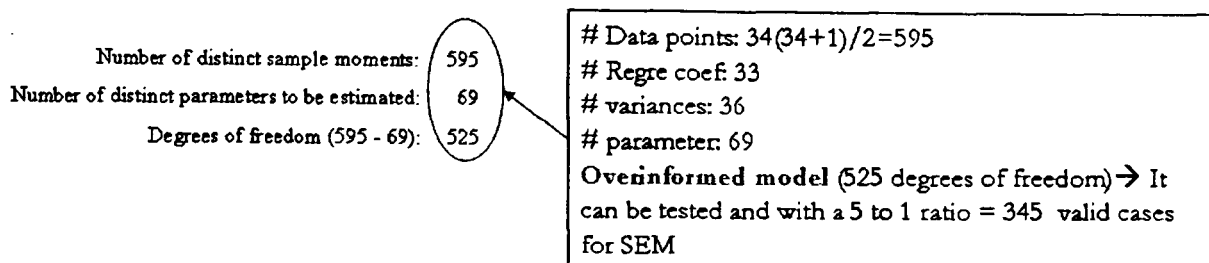 Number of distinct sample moments: 595
Number of distinct parameters to be estimated: 69
Degrees of freedom (595 - 69): 525
# Data points: 34(34+1)/2=595
# Regre coef: 33
# variances: 36
# parameter: 69
Overinformed model (525 degrees of freedom)→ It
can be tested and with a 5 to 1 ratio = 345 valid cases
for SEM